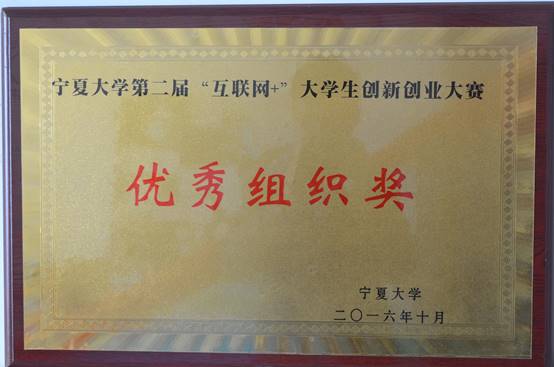 宁夏大学第二届“互联网+”大学生创新创业大赛
优秀组织奖
宁夏大学
二〇一六年十月